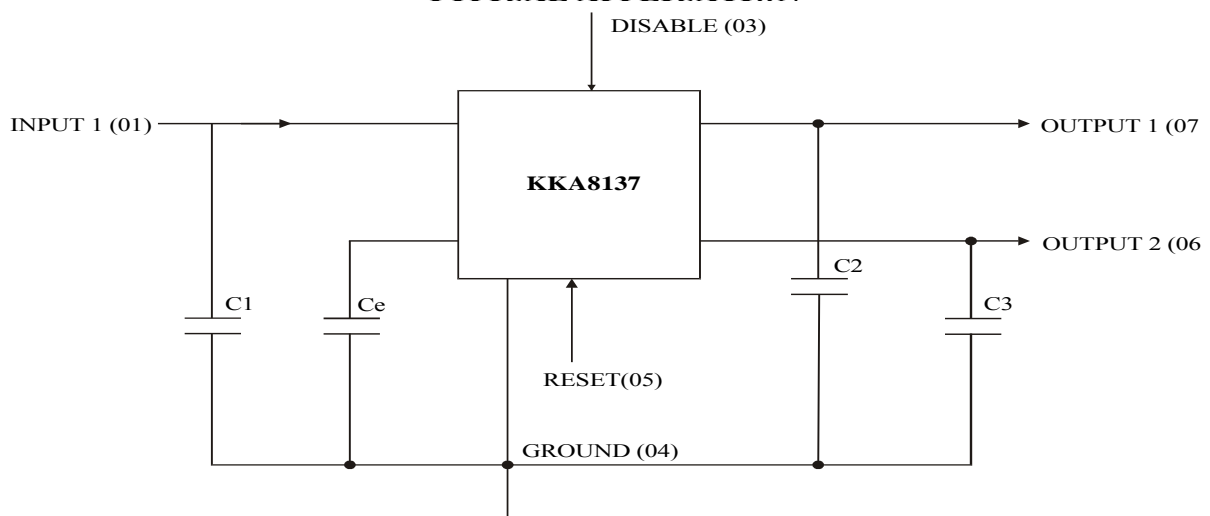 DISABLE (03)
INPUT 1 (01)
OUTPUT 1 (07
KKA8137
OUTPUT 2 (06
C2
C1
Ce
C3
RESET(05)
GROUND (04)